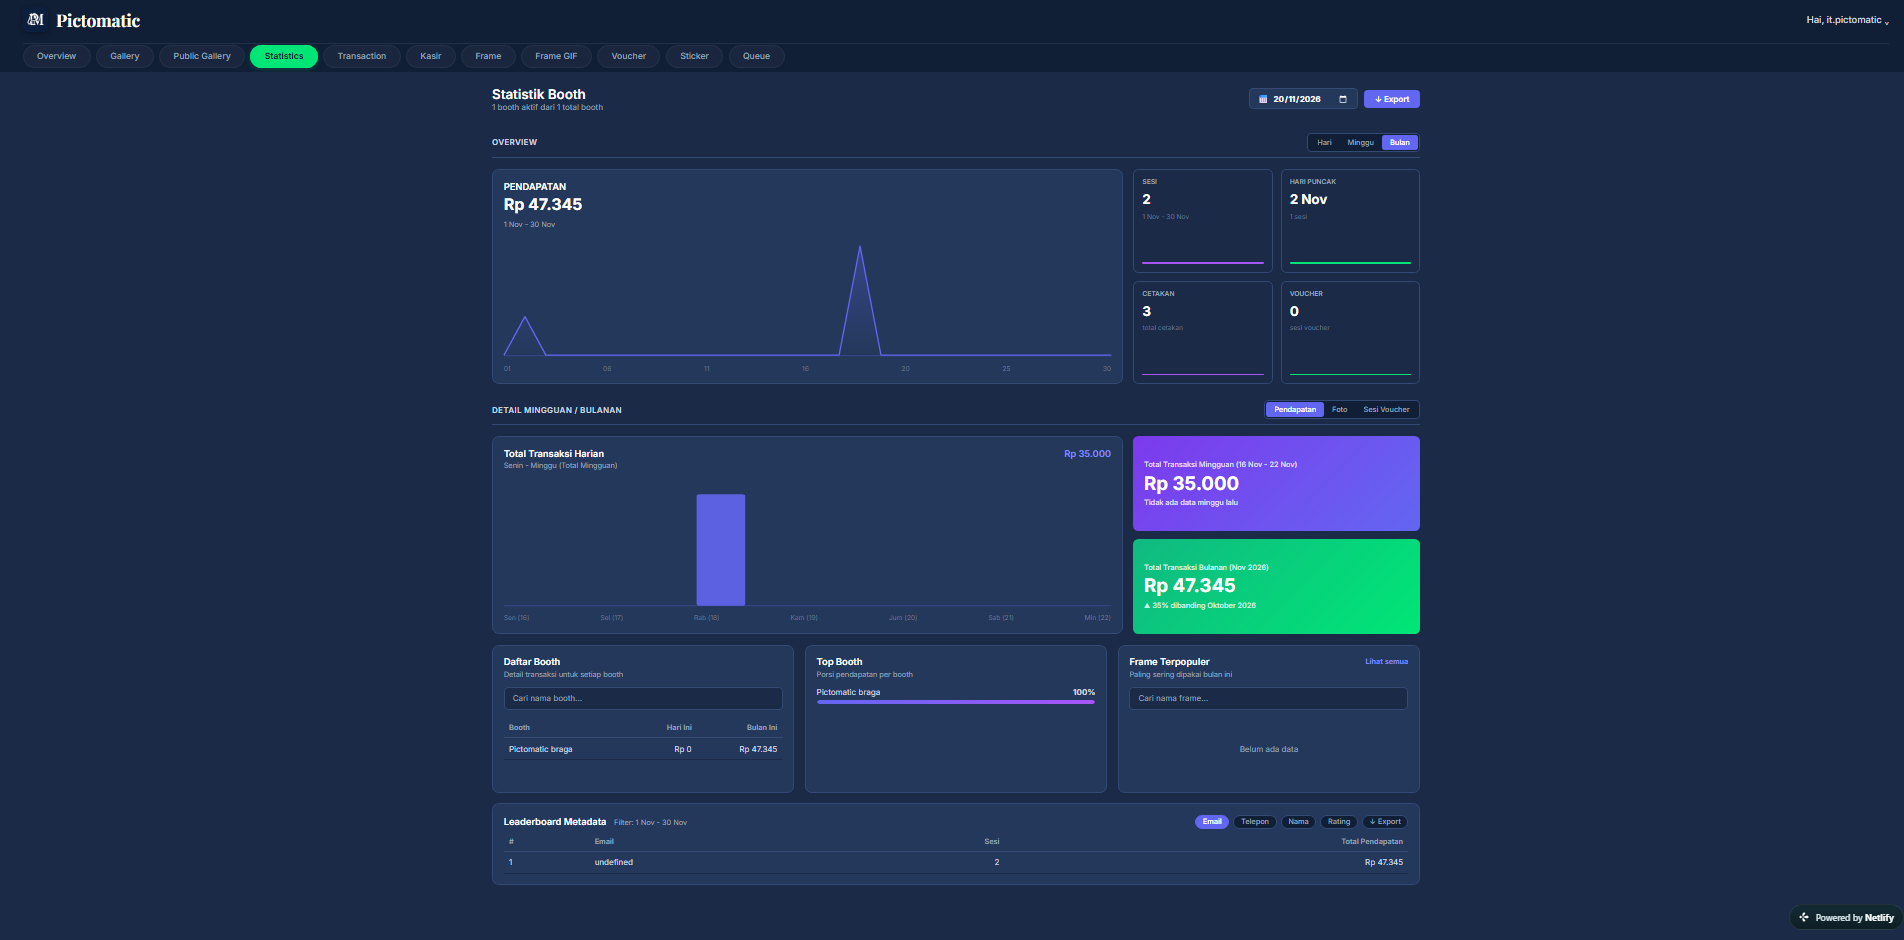 Pictomatic
Hai, it.pictomatic
Overview
Gallery
Public Gallery
Statistics
Transaction
Kasir
Frame
Frame GIF
Voucher
Sticker
Queue
Statistik Booth
1 booth aktif dari 1 total booth
20/11/2026
Export
OVERVIEW
Hari
Minggu
Bulan
PENDAPATAN
Rp 47.345
1 Nov - 30 Nov
01
06
11
16
20
25
30
SESI
2
1 Nov - 30 Nov
HARI PUNCAK
2 Nov
1 sesi
CETAKAN
3
total cetakan
VOUCHER
0
sesi voucher
DETAIL MINGGUAN / BULANAN
Pendapatan
Foto
Sesi Voucher
Total Transaksi Harian
Rp 35.000
Senin - Minggu (Total Mingguan)
Sen (16)
Sel (17)
Rab (18)
Kam (19)
Jum (20)
Sab (21)
Min (22)
Total Transaksi Mingguan (16 Nov - 22 Nov)
Rp 35.000
Tidak ada data minggu lalu
Total Transaksi Bulanan (Nov 2026)
Rp 47.345
▲ 35% dibanding Oktober 2026
Daftar Booth
Detail transaksi untuk setiap booth
Cari nama booth...
Booth
Hari Ini
Bulan Ini
Pictomatic braga
Rp 0
Rp 47.345
Top Booth
Porsi pendapatan per booth
Pictomatic braga
100%
Frame Terpopuler
Lihat semua
Paling sering dipakai bulan ini
Cari nama frame...
Belum ada data
Leaderboard Metadata
Filter: 1 Nov - 30 Nov
Email
Telepon
Nama
Rating
Export
#
Email
Sesi
Total Pendapatan
1
undefined
2
Rp 47.345
Powered by Netlify